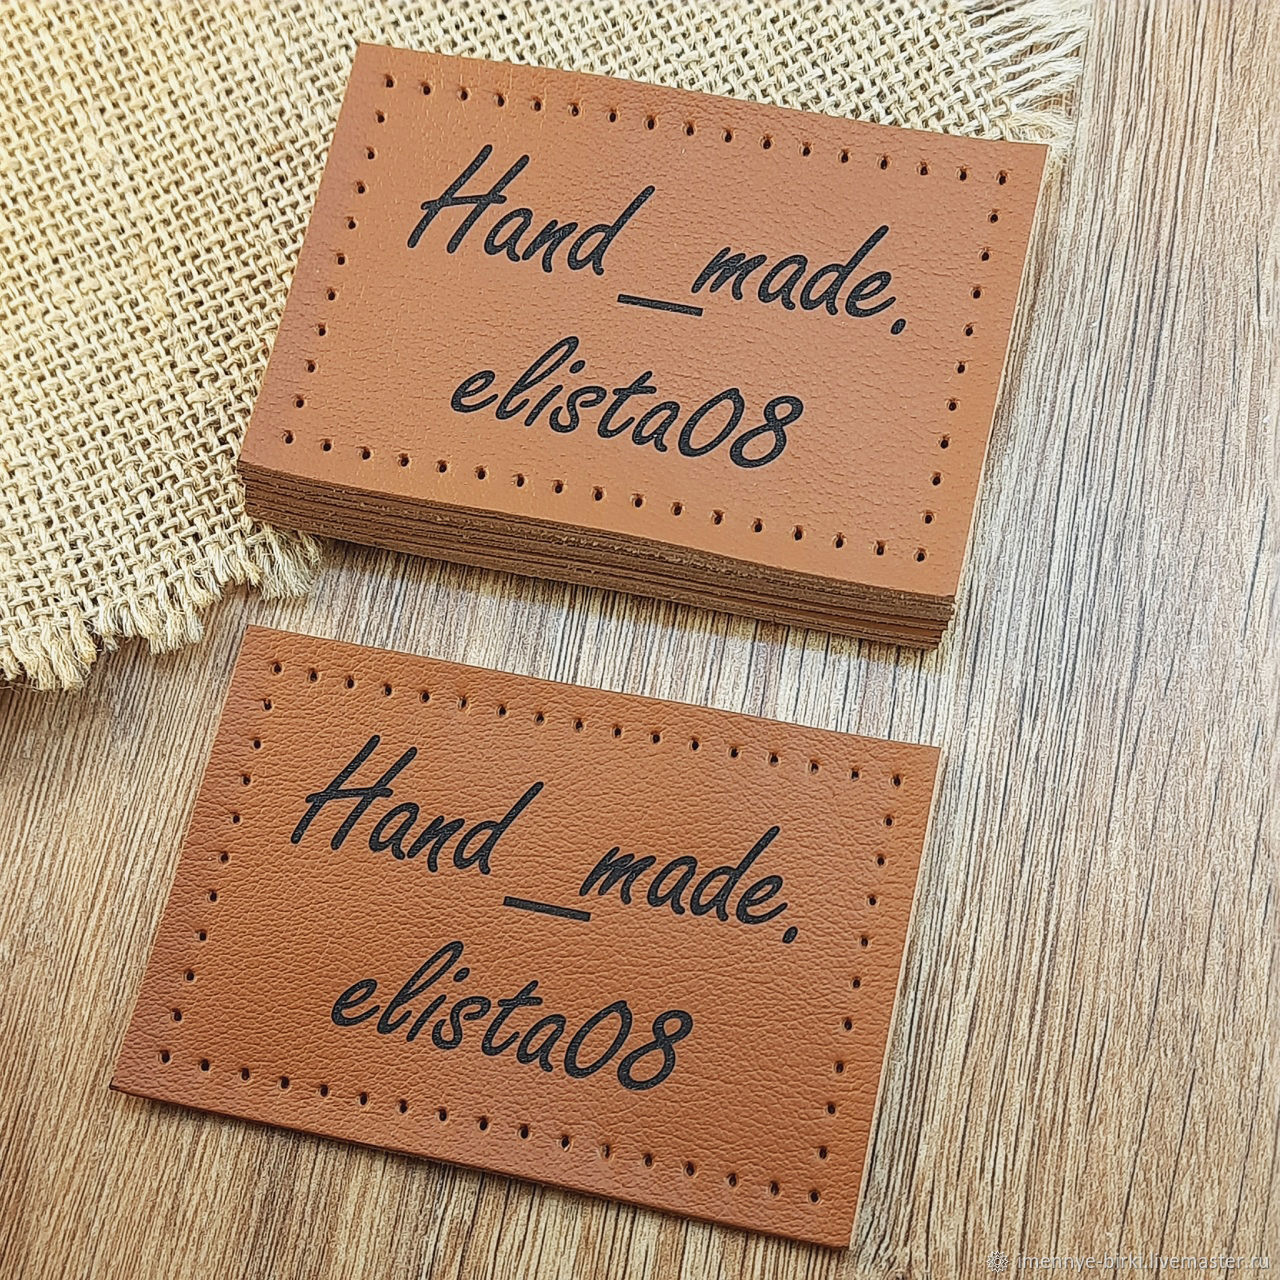 Hand_made.
elista08
Hand_made.
elista08
imennye-birki.livemaster.ru